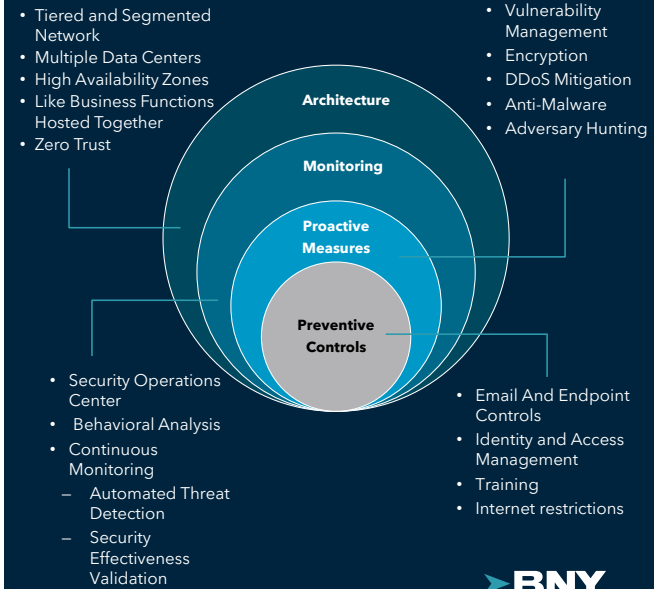 • Tiered and Segmented
Network
• Multiple Data Centers
• High Availability Zones
• Like Business Functions
Hosted Together
• Zero Trust
• Vulnerability
Management
• Encryption
• DDoS Mitigation
• Anti-Malware
• Adversary Hunting
Architecture
Monitoring
Proactive
Measures
Preventive
Controls
• Security Operations
Center
• Behavioral Analysis
• Continuous
Monitoring
– Automated Threat
Detection
– Security
Effectiveness
Validation
• Email And Endpoint
Controls
• Identity and Access
Management
• Training
• Internet restrictions
BNY